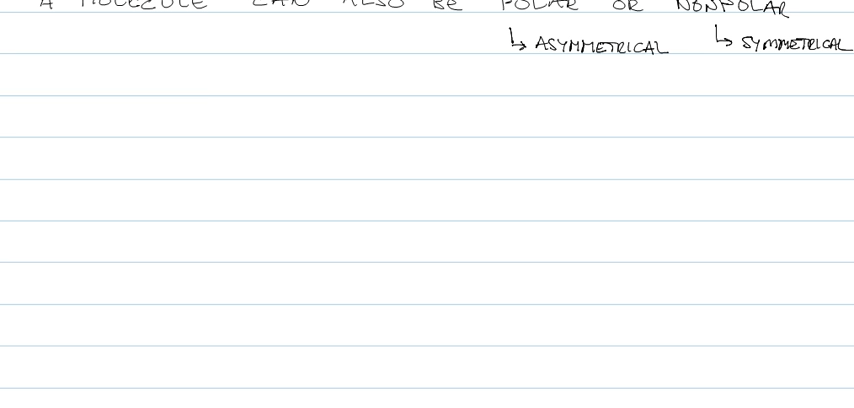 A MOLECULE CAN ALSO BE POLAR OR NONPOLAR
↳ ASYMMETRICAL ↳ SYMMETRICAL